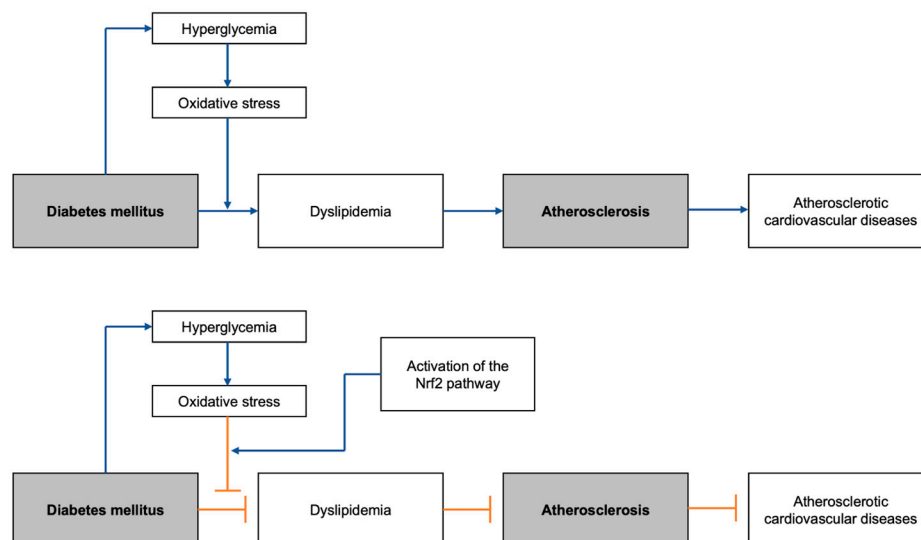 Hyperglycemia
Oxidative stress
Diabetes mellitus
Dyslipidemia
Atherosclerosis
Atherosclerotic
cardiovascular diseases
Hyperglycemia
Activation of the
Nrf2 pathway
Oxidative stress
Diabetes mellitus
Dyslipidemia
Atherosclerosis
Atherosclerotic
cardiovascular diseases